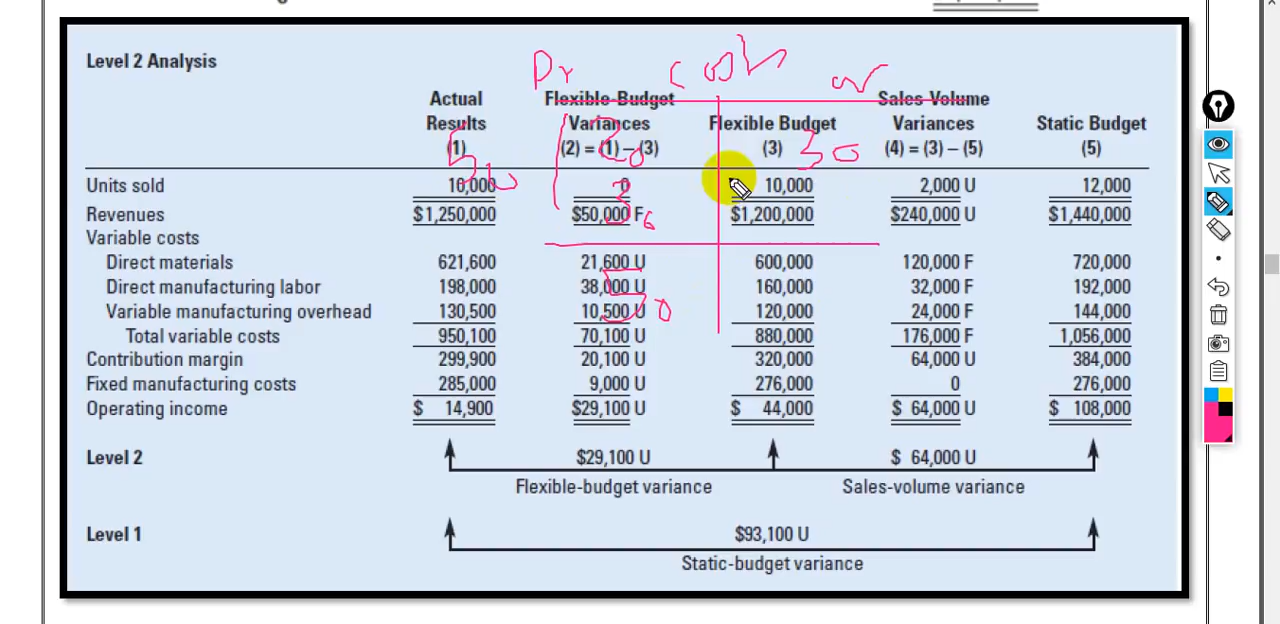 Level 2 Analysis
Dr Cash cr
Actual Results (1) Flexible-Budget Variances (2) = (1) – (3) Flexible Budget (3) Sales-Volume Variances (4) = (3) – (5) Static Budget (5)
Units sold 10,000 0 10,000 2,000 U 12,000
Revenues $1,250,000 $50,000 F $1,200,000 $240,000 U $1,440,000
Variable costs
Direct materials 621,600 21,600 U 600,000 120,000 F 720,000
Direct manufacturing labor 198,000 38,000 U 160,000 32,000 F 192,000
Variable manufacturing overhead 130,500 10,500 U 120,000 24,000 F 144,000
Total variable costs 950,100 70,100 U 880,000 176,000 F 1,056,000
Contribution margin 299,900 20,100 U 320,000 64,000 U 384,000
Fixed manufacturing costs 285,000 9,000 U 276,000 0 276,000
Operating income $ 14,900 $29,100 U $ 44,000 $ 64,000 U $ 108,000
Level 2 $29,100 U $ 64,000 U
Flexible-budget variance Sales-volume variance
Level 1 $93,100 U
Static-budget variance
20 30
50